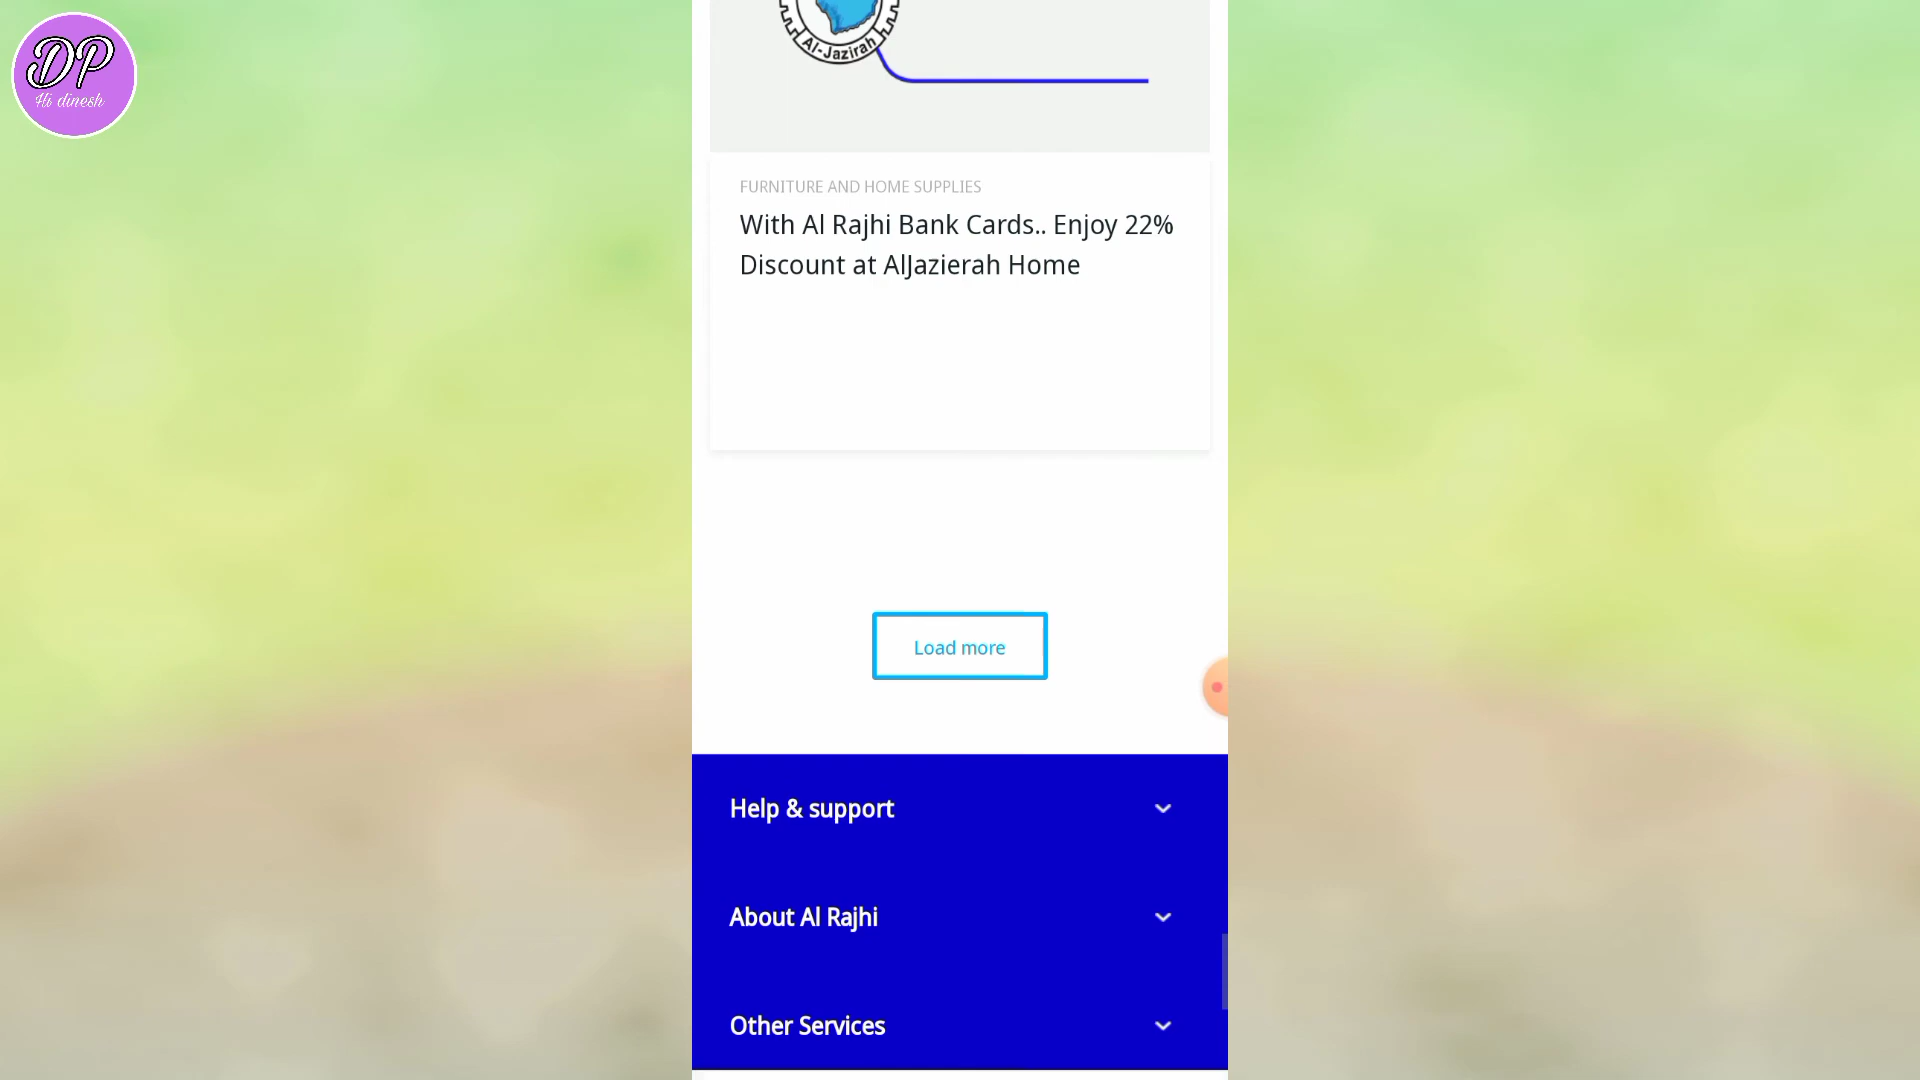 DP
Hi dinesh
Al-Jazirah
FURNITURE AND HOME SUPPLIES
With Al Rajhi Bank Cards.. Enjoy 22%
Discount at AlJazierah Home
Load more
Help & support
About Al Rajhi
Other Services